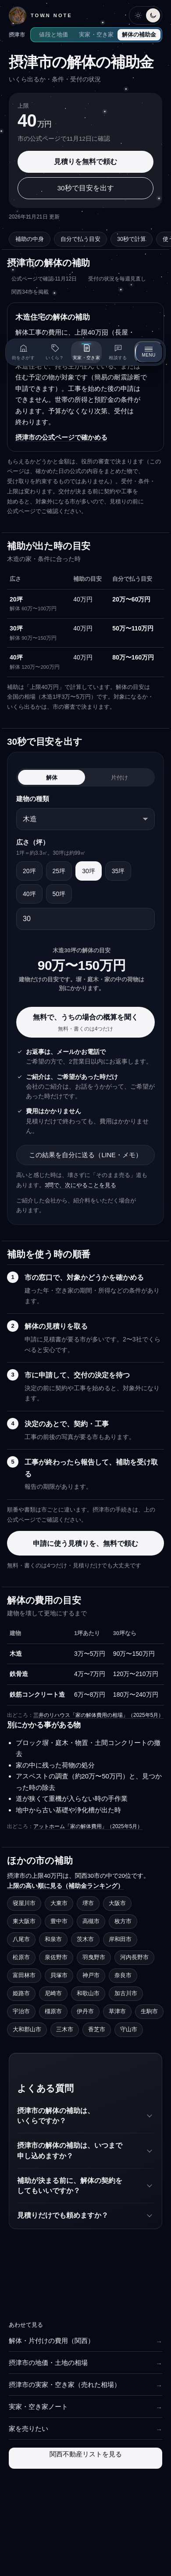 TOWN NOTE
摂津市
値段と地価
実家・空き家
解体の補助金
摂津市の解体の補助金
いくら出るか・条件・受付の状況
上限
40万円
市の公式ページで11月12日に確認
見積りを無料で頼む
30秒で目安を出す
2026年11月21日 更新
補助の中身
自分で払う目安
30秒で計算
摂津市の解体の補助
公式ページで確認 11月12日
受付の状況を毎週見直し
関西34市を掲載
木造住宅の解体の補助
解体工事の費用に、上限40万円（長屋・
街をさがす
いくら？
実家・空き家
相談する
MENU
住む予定の物が対象です（簡易の耐震診断
で申請できます）。工事を始めたあとは申請
できません。世帯の所得と預貯金の条件が
あります。予算がなくなり次第、受付は
終わります。
摂津市の公式ページで確かめる
もらえるかどうかと金額は、役所の審査で決まります（このペー
ジは、確かめた日の公式の内容をまとめた物で、
受け取りを約束するものではありません）。受付・条件・
上限は変わります。交付が決まる前に契約や工事を
始めると、対象外になる市が多いので、見積りの前に
公式ページでご確認ください。
補助が出た時の目安
木造の家・条件に合った時
広さ
補助の目安
自分で払う目安
20坪
40万円
20万〜60万円
解体 60万〜100万円
30坪
40万円
50万〜110万円
解体 90万〜150万円
40坪
40万円
80万〜160万円
解体 120万〜200万円
補助は「上限40万円」で計算しています。解体の目安は
全国の相場（木造1坪3万〜5万円）です。対象になるか・
いくら出るかは、市の審査で決まります。
30秒で目安を出す
解体
片付け
建物の種類
木造
広さ（坪）
1坪＝約3.3㎡。30坪は約99㎡
20坪
25坪
30坪
35坪
40坪
50坪
30
木造30坪の解体の目安
90万〜150万円
建物だけの目安です。塀・庭木・家の中の荷物は
別にかかります。
無料で、うちの場合の概算を聞く
無料・書くのは4つだけ
お返事は、メールかお電話で
ご希望の方で、2営業日以内にお返事します。
ご紹介は、ご希望があった時だけ
会社のご紹介は、お話をうかがって、ご希望が
あった時だけです。
費用はかかりません
見積りだけで終わっても、費用はかかりませ
ん。
この結果を自分に送る（LINE・メモ）
高いと感じた時は、壊さずに「そのまま売る」道も
あります。3問で、次にやることを見る
ご紹介した会社から、紹介料をいただく場合が
あります。
補助を使う時の順番
1
市の窓口で、対象かどうかを確かめる
建った年・空き家の期間・所得などの条件があり
ます。
2
解体の見積りを取る
申請に見積書が要る市が多いです。2〜3社でくら
べると安心です。
3
市に申請して、交付の決定を待つ
決定の前に契約や工事を始めると、対象外になり
ます。
4
決定のあとで、契約・工事
工事の前後の写真が要る市もあります。
5
工事が終わったら報告して、補助を受け取
る
報告の期限があります。
順番や書類は市ごとに違います。摂津市の手続きは、上の
公式ページでご確認ください。
申請に使う見積りを、無料で頼む
無料・書くのは4つだけ・見積りだけでも大丈夫です
解体の費用の目安
建物を壊して更地にするまで
建物
1坪あたり
30坪なら
木造
3万〜5万円
90万〜150万円
鉄骨造
4万〜7万円
120万〜210万円
鉄筋コンクリート造
6万〜8万円
180万〜240万円
出どころ：三井のリハウス「家の解体費用の相場」（2025年5月）
別にかかる事がある物
ブロック塀・庭木・物置・土間コンクリートの撤
去
家の中に残った荷物の処分
アスベストの調査（約20万〜50万円）と、見つか
った時の除去
道が狭くて重機が入らない時の手作業
地中から古い基礎や浄化槽が出た時
出どころ：アットホーム「家の解体費用」（2025年5月）
ほかの市の補助
摂津市の上限40万円は、関西30市の中で20位です。
上限の高い順に見る（補助金ランキング）
寝屋川市
大東市
堺市
大阪市
東大阪市
豊中市
高槻市
枚方市
八尾市
和泉市
茨木市
岸和田市
松原市
泉佐野市
羽曳野市
河内長野市
富田林市
貝塚市
神戸市
奈良市
姫路市
尼崎市
和歌山市
加古川市
宇治市
橿原市
伊丹市
草津市
生駒市
大和郡山市
三木市
香芝市
守山市
よくある質問
摂津市の解体の補助は、
いくらですか？
摂津市の解体の補助は、いつまで
申し込めますか？
補助が決まる前に、解体の契約を
してもいいですか？
見積りだけでも頼めますか？
あわせて見る
解体・片付けの費用（関西）
摂津市の地価・土地の相場
摂津市の実家・空き家（売れた相場）
実家・空き家ノート
家を売りたい
関西不動産リストを見る